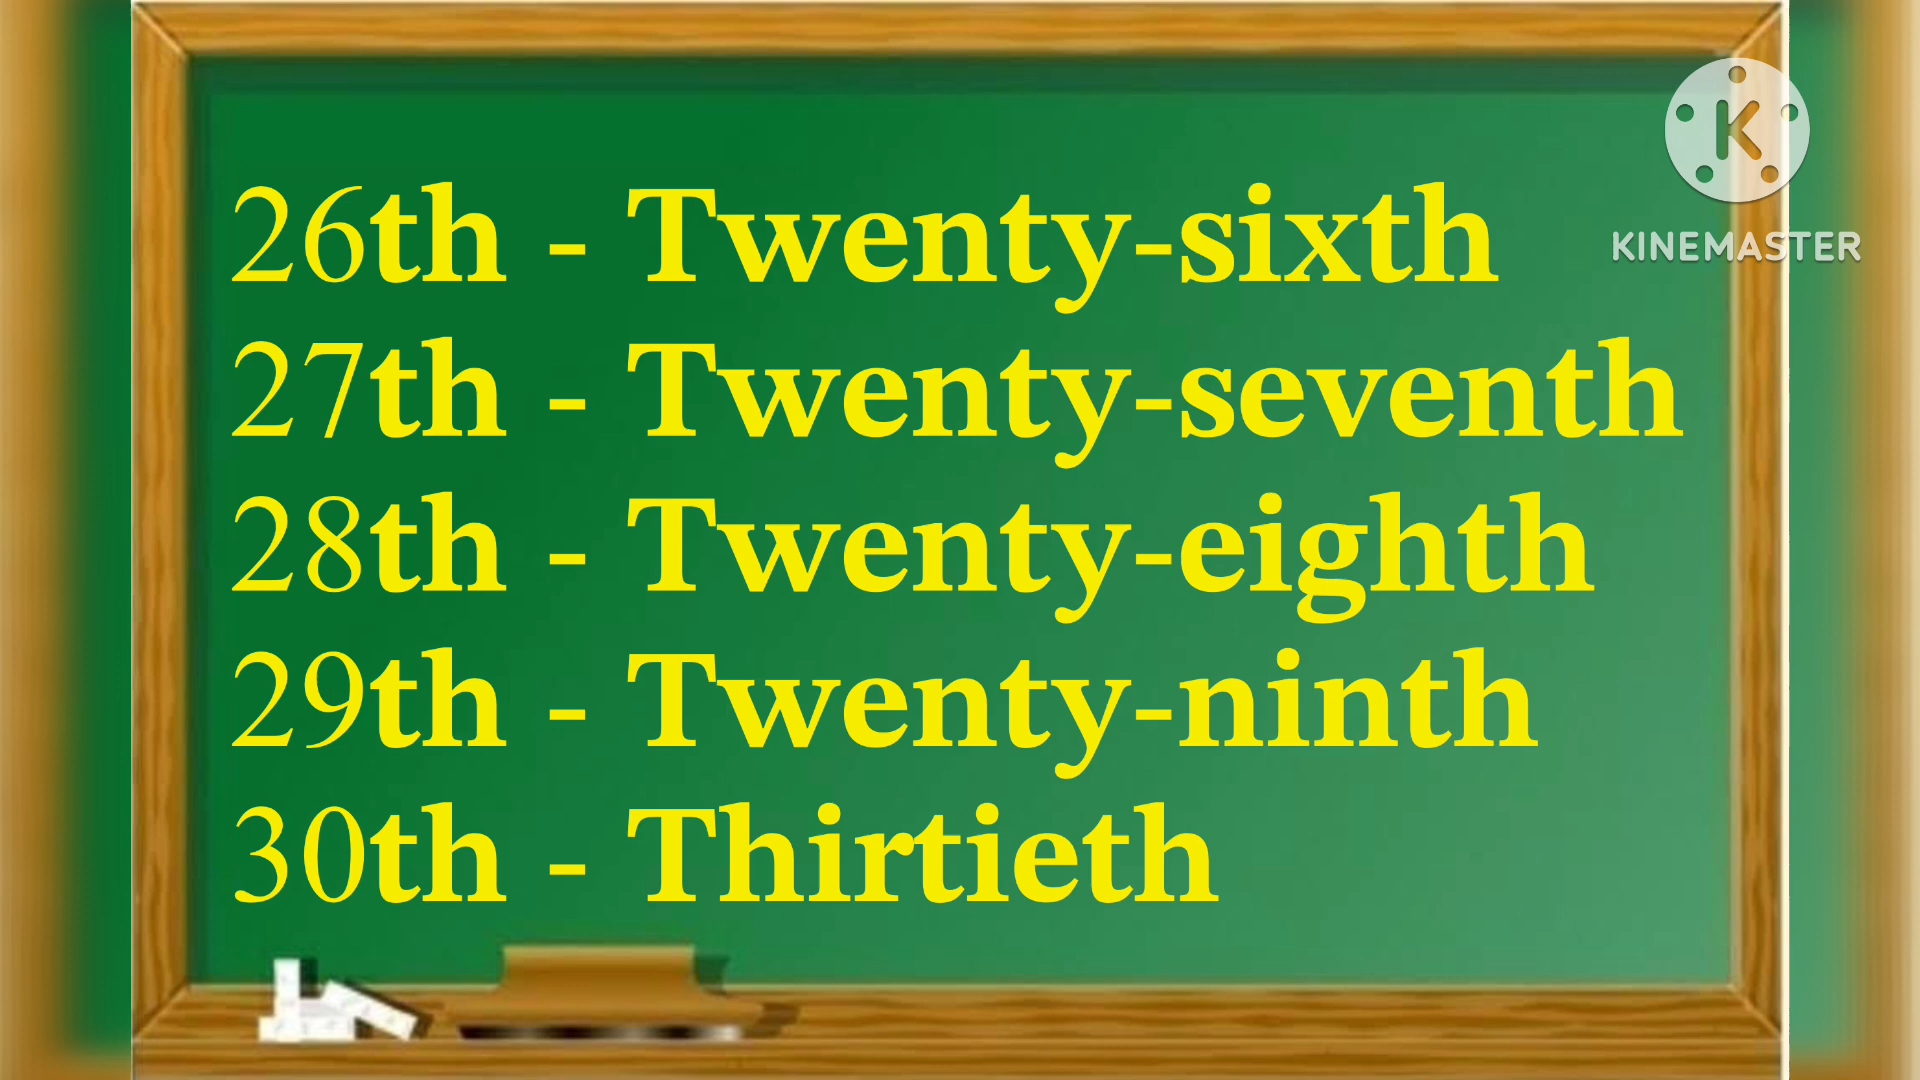 26th - Twenty-sixth
27th - Twenty-seventh
28th - Twenty-eighth
29th - Twenty-ninth
30th - Thirtieth
K
KINEMASTER